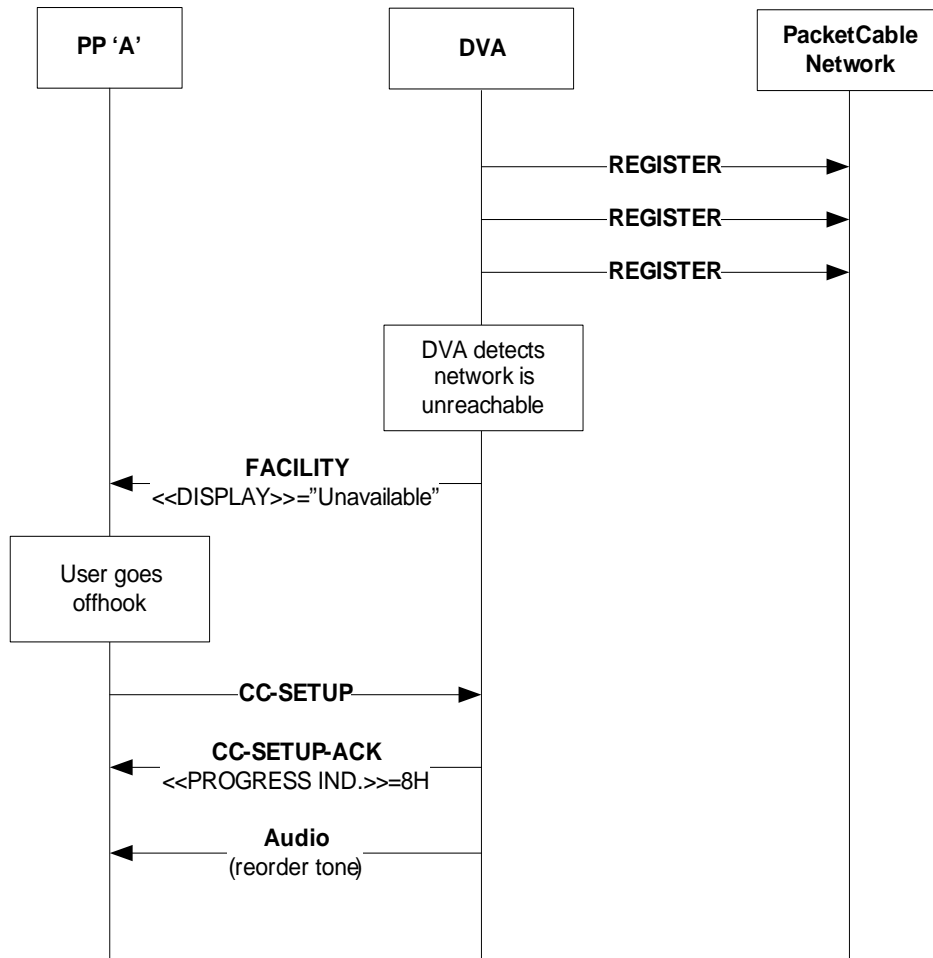 PP ‘A’
DVA
PacketCable
Network
REGISTER
REGISTER
REGISTER
DVA detects
network is
unreachable
FACILITY
<<DISPLAY>>=”Unavailable”
User goes
offhook
CC-SETUP
CC-SETUP-ACK
<<PROGRESS IND.>>=8H
Audio
(reorder tone)